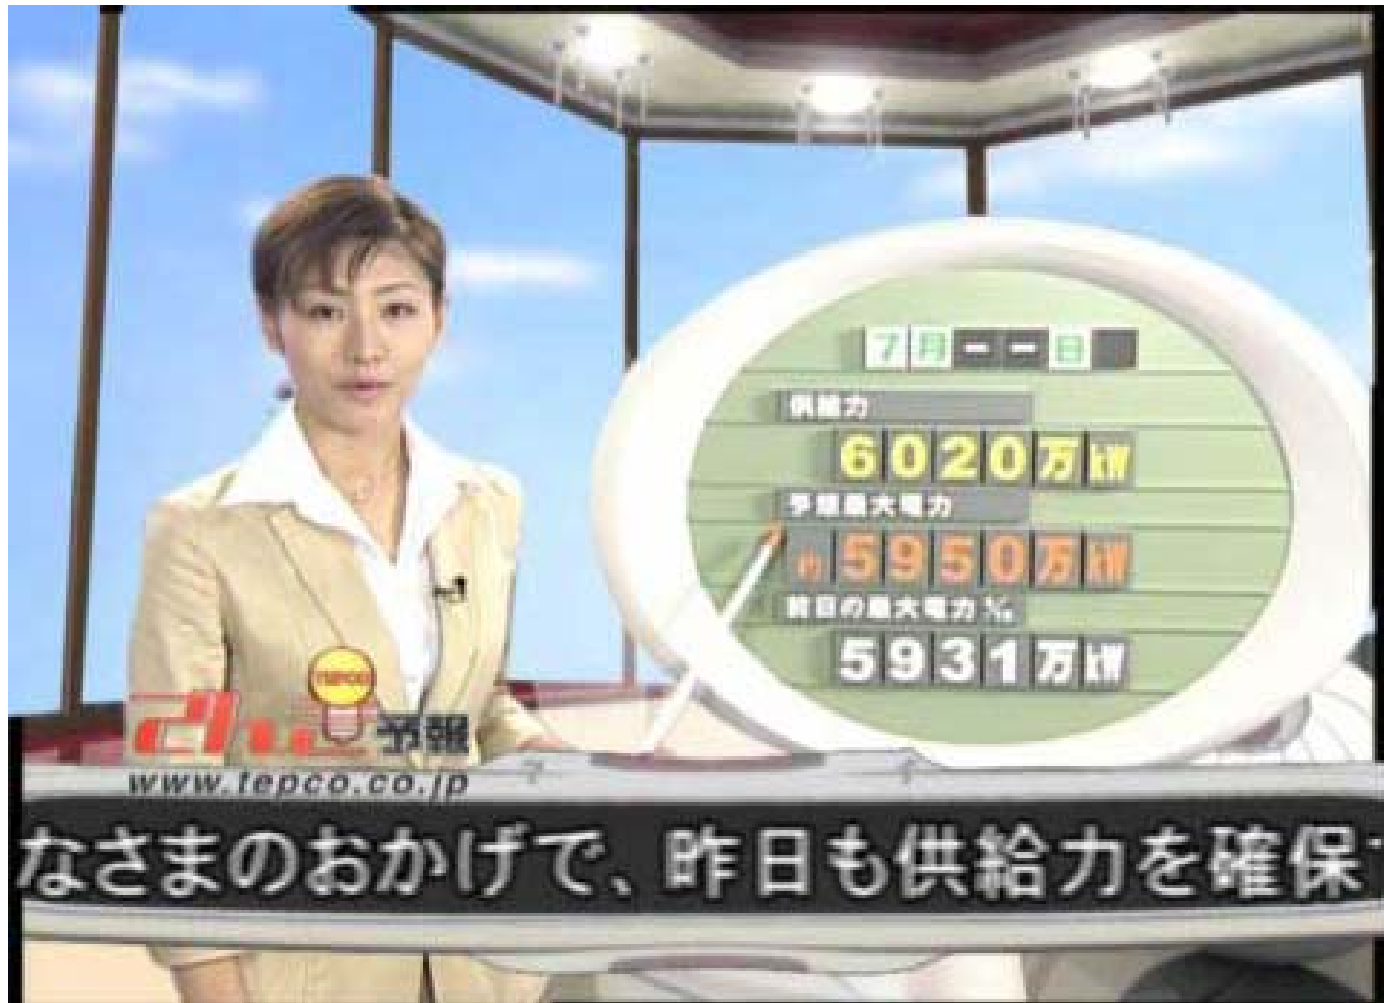 7月--日
供給力
6020万kW
予想最大電力
約5950万kW
昨日の最大電力
5931万kW
TEPCO
でんき予報
www.tepco.co.jp
なさまのおかげで、昨日も供給力を確保